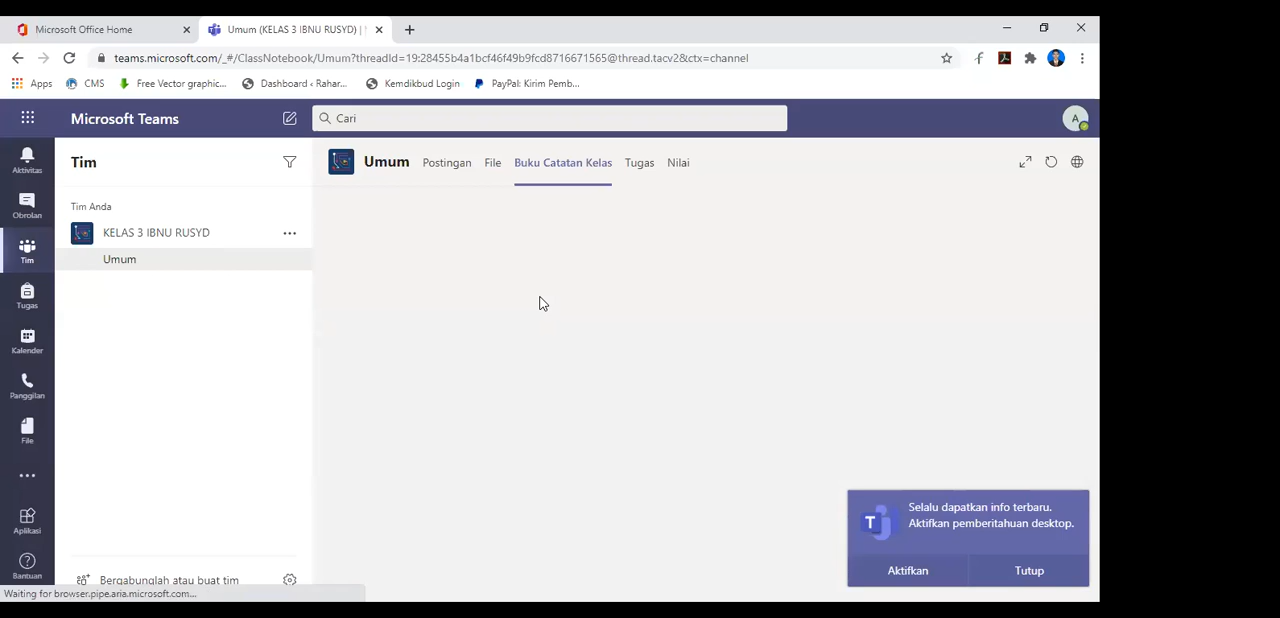 Microsoft Office Home
Umum (KELAS 3 IBNU RUSYD) |
teams.microsoft.com/_#/ClassNotebook/Umum?threadId=19:28455b4a1bcf46f49b9fcd8716671565@thread.tacv2&ctx=channel
Apps
CMS
Free Vector graphic...
Dashboard ‹ Rahar...
Kemdikbud Login
PayPal: Kirim Pemb...
Microsoft Teams
Cari
A
Aktivitas
Obrolan
Tim
Tugas
Kalender
Panggilan
File
Aplikasi
Bantuan
Tim
Tim Anda
KELAS 3 IBNU RUSYD
Umum
Bergabunglah atau buat tim
Waiting for browser.pipe.aria.microsoft.com...
Umum
Postingan
File
Buku Catatan Kelas
Tugas
Nilai
T
Selalu dapatkan info terbaru.
Aktifkan pemberitahuan desktop.
Aktifkan
Tutup